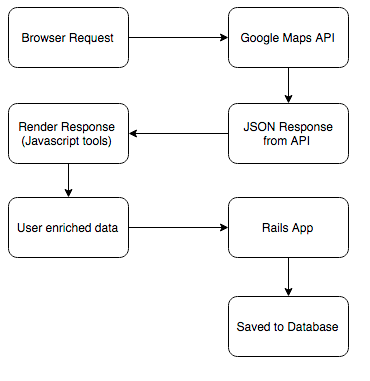 Browser Request
Google Maps API
JSON Response
from API
Render Response
(Javascript tools)
User enriched data
Rails App
Saved to Database